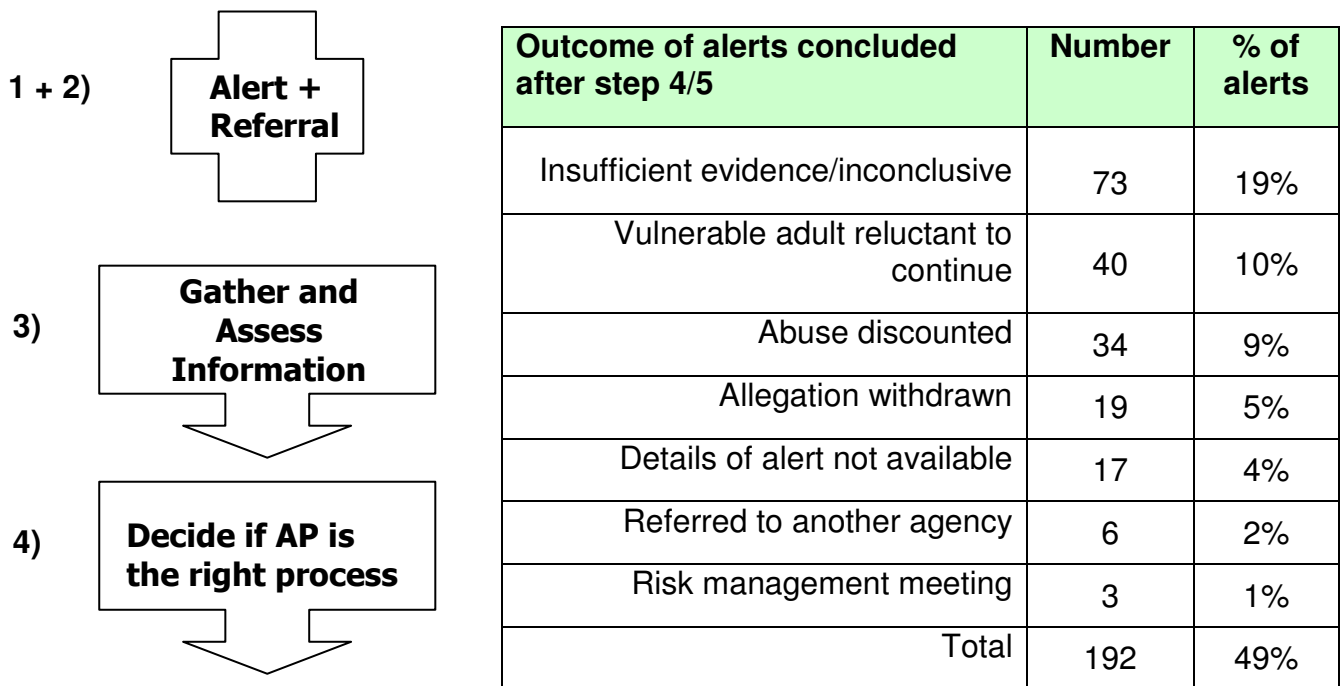 1 + 2)
Alert +
Referral
3)
Gather and
Assess
Information
4)
Decide if AP is
the right process
Outcome of alerts concluded
after step 4/5
Number
% of
alerts
Insufficient evidence/inconclusive
73
19%
Vulnerable adult reluctant to
continue
40
10%
Abuse discounted
34
9%
Allegation withdrawn
19
5%
Details of alert not available
17
4%
Referred to another agency
6
2%
Risk management meeting
3
1%
Total
192
49%